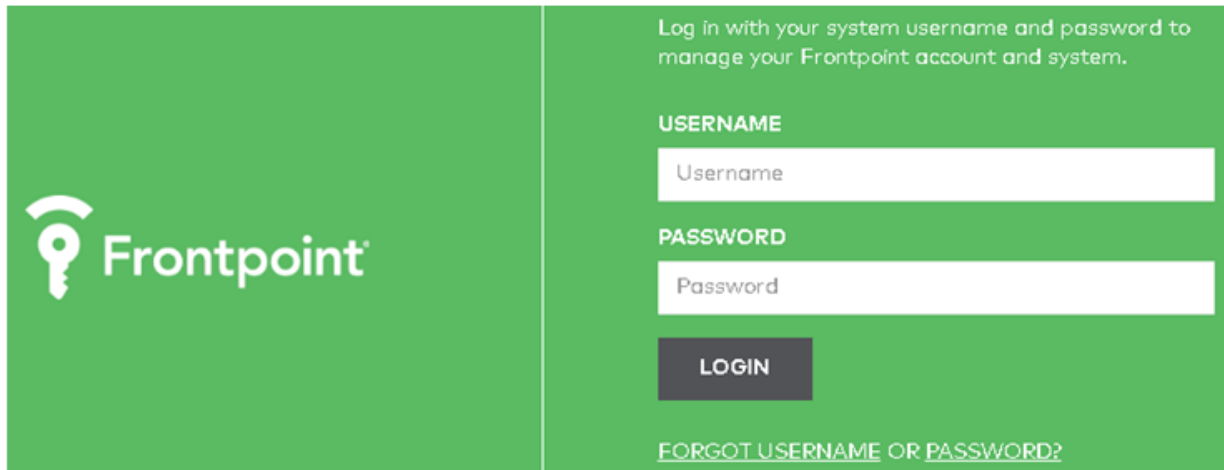 Frontpoint
Log in with your system username and password to
manage your Frontpoint account and system.
USERNAME
Username
PASSWORD
Password
LOGIN
FORGOT USERNAME OR PASSWORD?